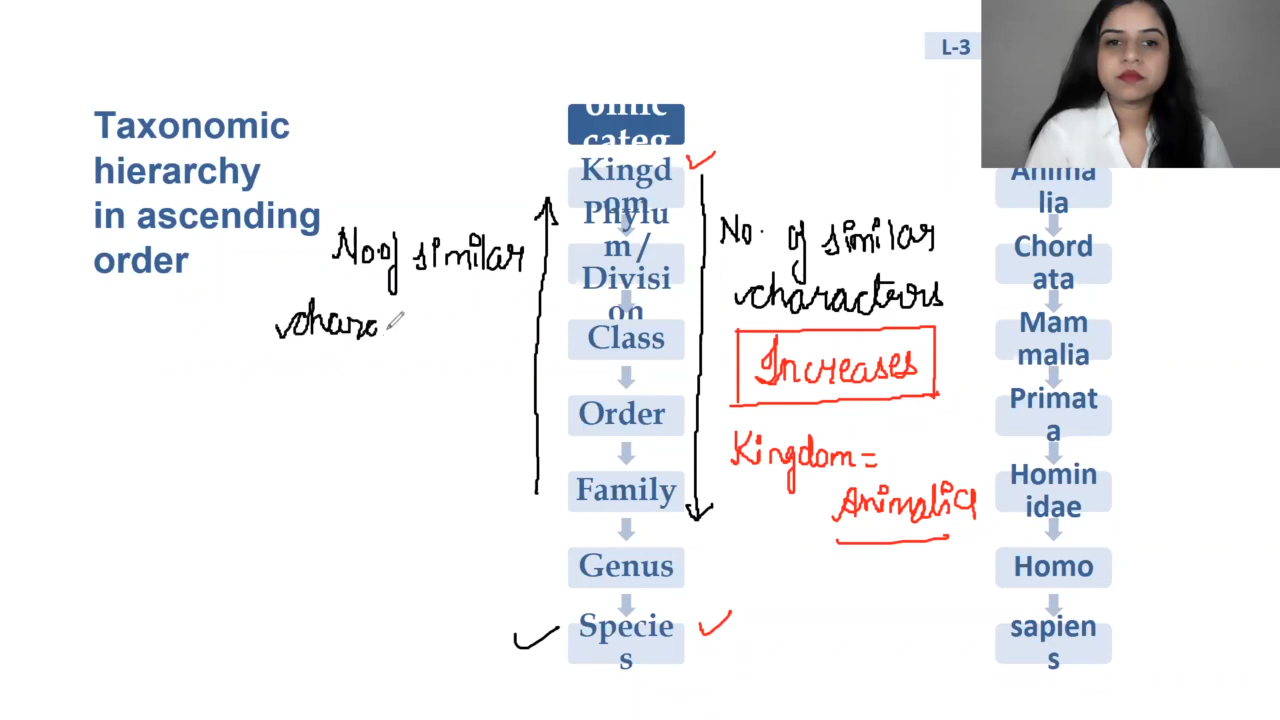 L-3
Taxonomic
hierarchy
in ascending
order
omic
categ
Kingd
om
Phylu
m/
Divisi
on
Class
Order
Family
Genus
Specie
s
No. of similar
charac
No. of similar
characters
Increases
Kingdom =
Animalia
Anima
lia
Chord
ata
Mam
malia
Primat
a
Homin
idae
Homo
sapien
s